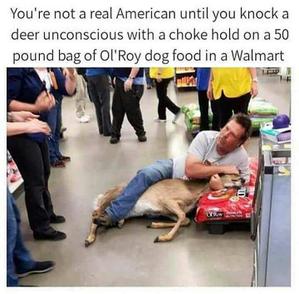 You're not a real American until you knock a
deer unconscious with a choke hold on a 50
pound bag of Ol'Roy dog food in a Walmart